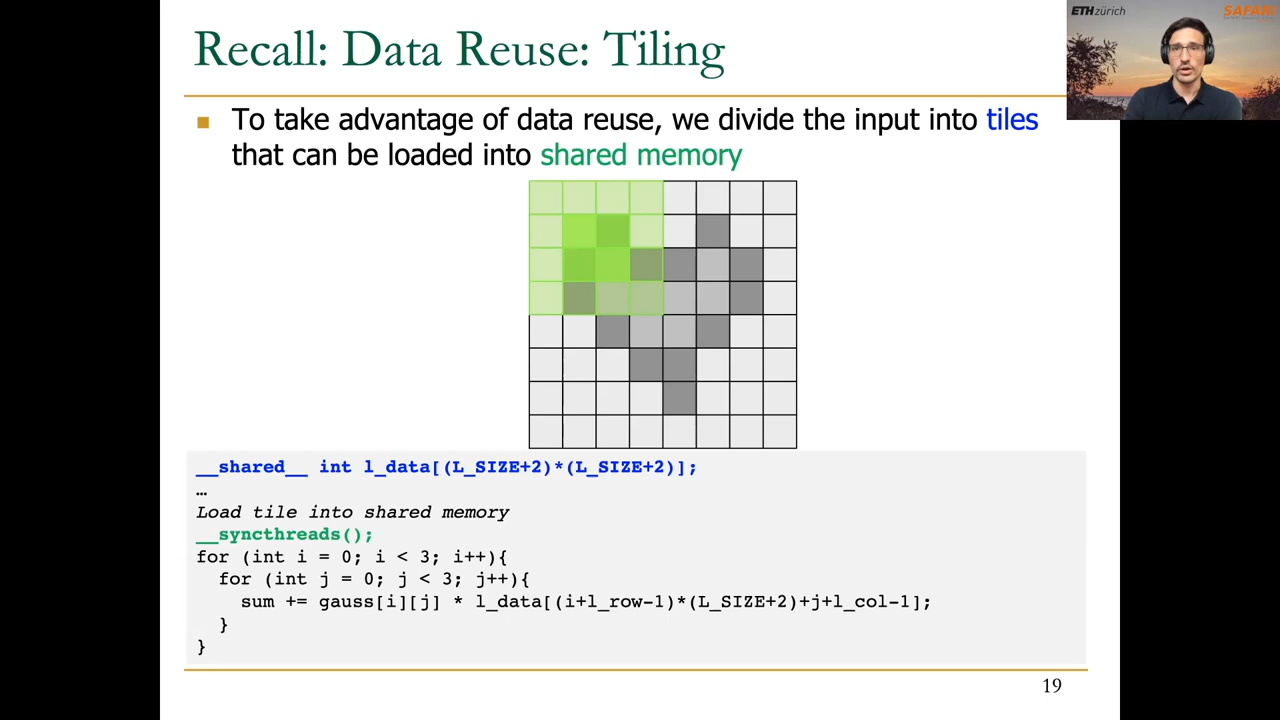 Recall: Data Reuse: Tiling
ETHzürich
SAFARI
To take advantage of data reuse, we divide the input into tiles
that can be loaded into shared memory
__shared__ int l_data[(L_SIZE+2)*(L_SIZE+2)];
…
Load tile into shared memory
__syncthreads();
for (int i = 0; i < 3; i++){
for (int j = 0; j < 3; j++){
sum += gauss[i][j] * l_data[(i+l_row-1)*(L_SIZE+2)+j+l_col-1];
}
}
19